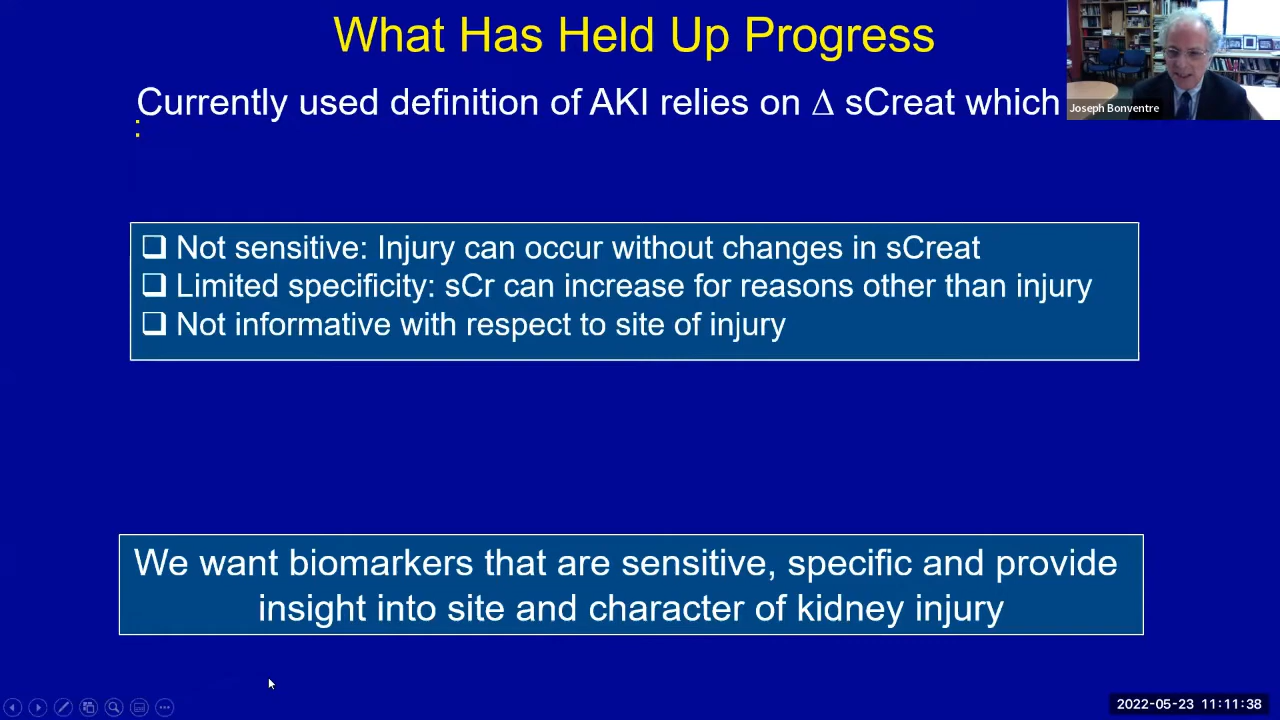 What Has Held Up Progress
Currently used definition of AKI relies on Δ sCreat which
:
Joseph Bonventre
❑ Not sensitive: Injury can occur without changes in sCreat
❑ Limited specificity: sCr can increase for reasons other than injury
❑ Not informative with respect to site of injury
We want biomarkers that are sensitive, specific and provide
insight into site and character of kidney injury
2022-05-23 11:11:38